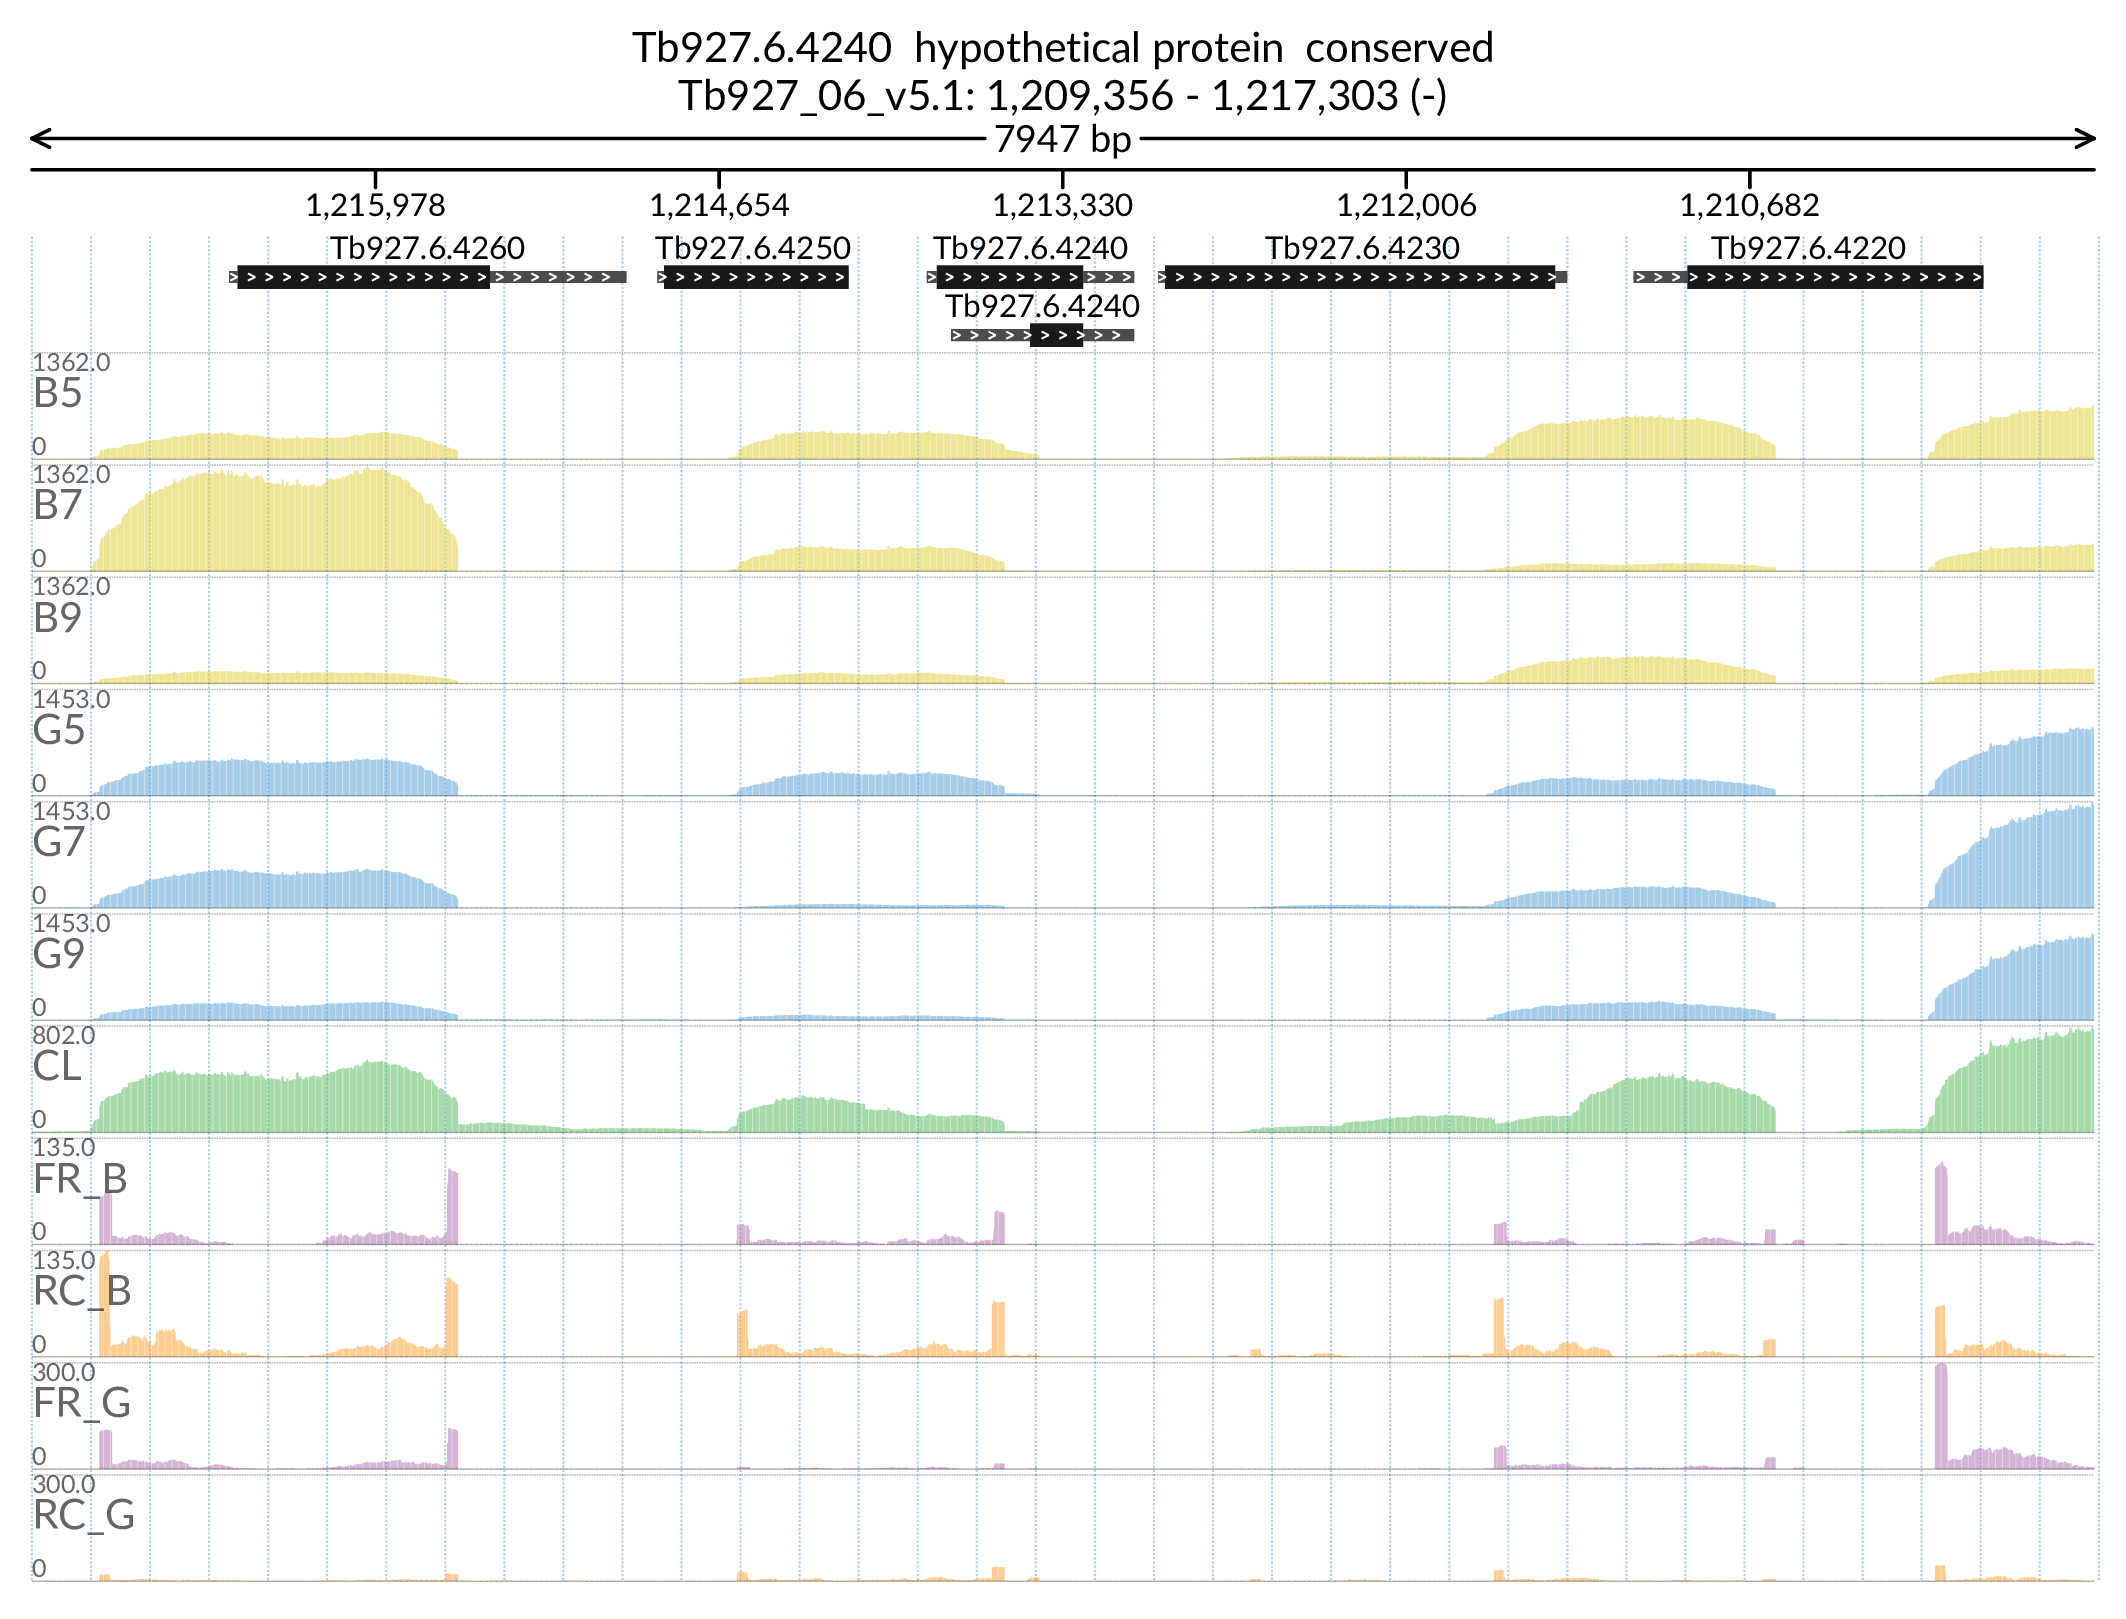 Tb927.6.4240 hypothetical protein conserved
Tb927_06_v5.1: 1,209,356 - 1,217,303 (-)
7947 bp
1,215,978 1,214,654 1,213,330 1,212,006 1,210,682
Tb927.6.4260 Tb927.6.4250 Tb927.6.4240 Tb927.6.4230 Tb927.6.4220
Tb927.6.4240
1362.0
B5
0
1362.0
B7
0
1362.0
B9
0
1453.0
G5
0
1453.0
G7
0
1453.0
G9
0
802.0
CL
0
135.0
FR_B
0
135.0
RC_B
0
300.0
FR_G
0
300.0
RC_G
0